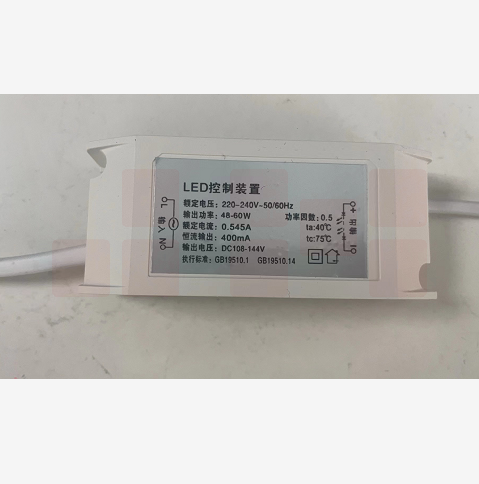 LED控制装置
额定电压: 220-240V~50/60Hz
输出功率: 48-60W 功率因数: 0.5
额定电流: 0.545A ta:40℃
恒流输出: 400mA tc:75℃
输出电压: DC108-144V
执行标准: GB19510.1 GB19510.14
L
输入
N
+
输出